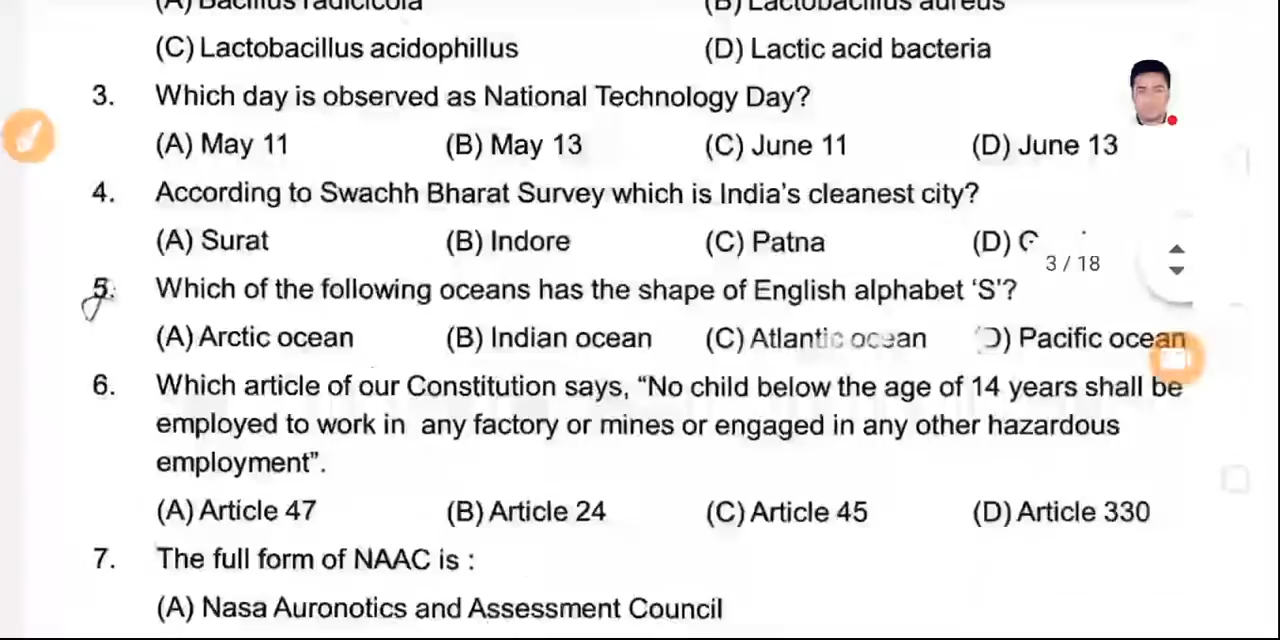 (A) Bacillus radicicola (B) Lactobacillus aureus
(C) Lactobacillus acidophillus (D) Lactic acid bacteria
3. Which day is observed as National Technology Day?
(A) May 11 (B) May 13 (C) June 11 (D) June 13
4. According to Swachh Bharat Survey which is India's cleanest city?
(A) Surat (B) Indore (C) Patna (D)
3 / 18
5. Which of the following oceans has the shape of English alphabet 'S'?
(A) Arctic ocean (B) Indian ocean (C) Atlantic ocean (D) Pacific ocean
6. Which article of our Constitution says, “No child below the age of 14 years shall be
employed to work in any factory or mines or engaged in any other hazardous
employment”.
(A) Article 47 (B) Article 24 (C) Article 45 (D) Article 330
7. The full form of NAAC is :
(A) Nasa Auronotics and Assessment Council